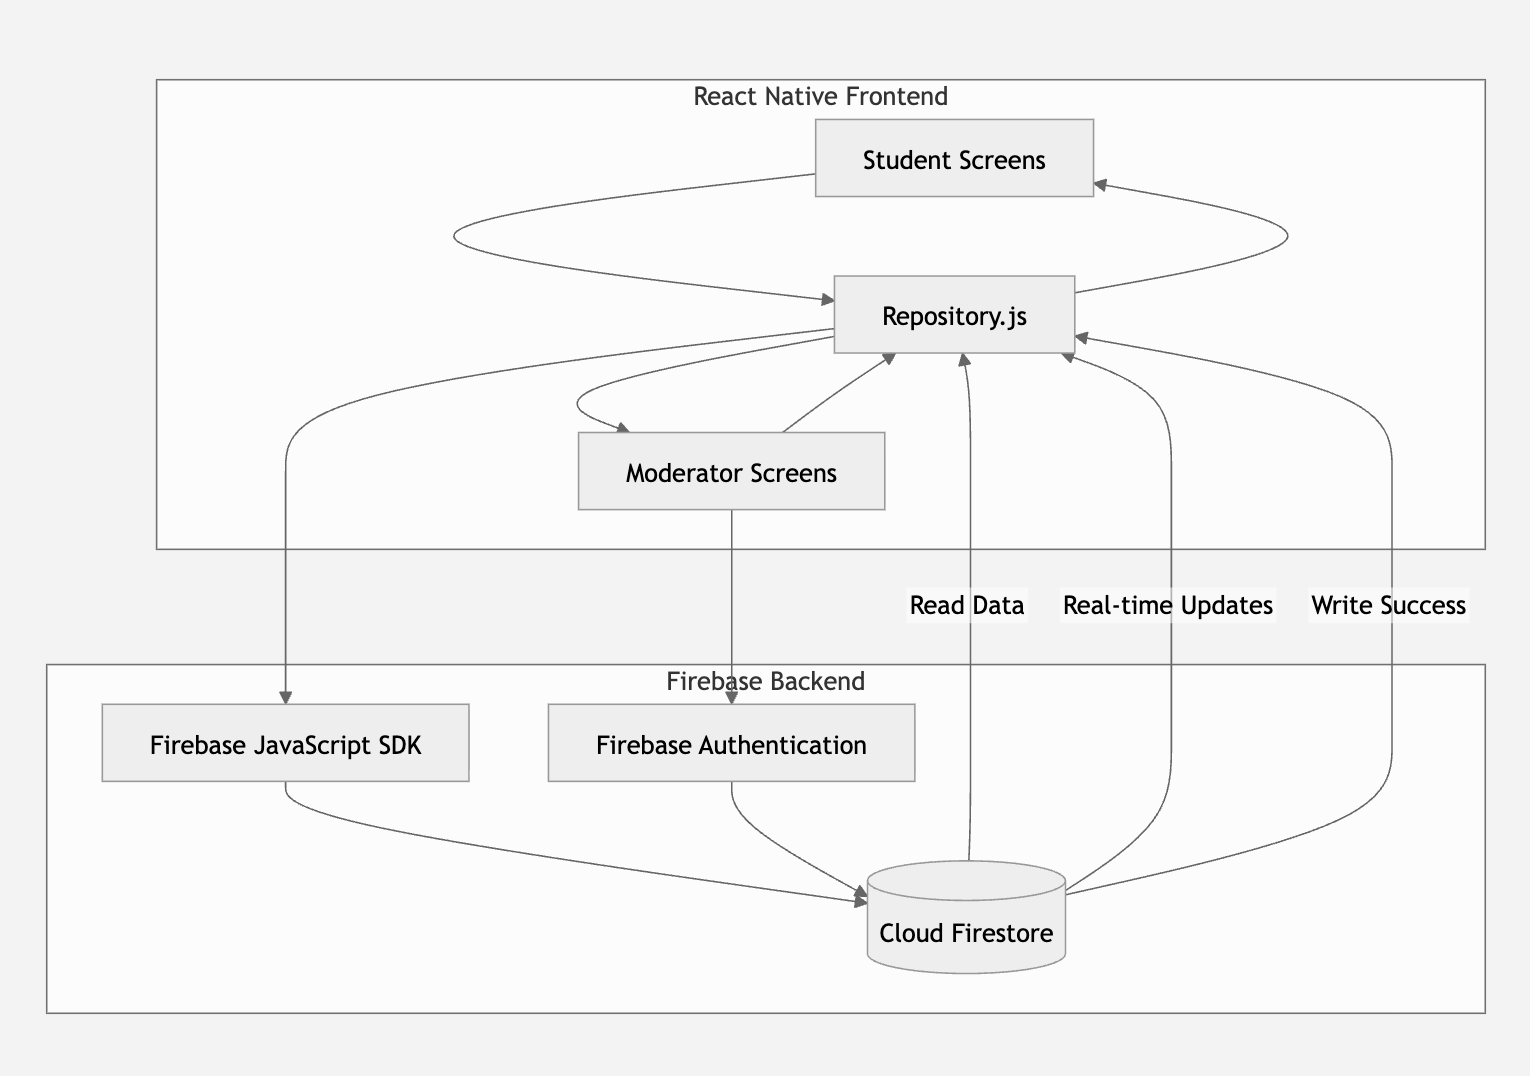 React Native Frontend
Student Screens
Repository.js
Moderator Screens
Read Data
Real-time Updates
Write Success
Firebase Backend
Firebase JavaScript SDK
Firebase Authentication
Cloud Firestore